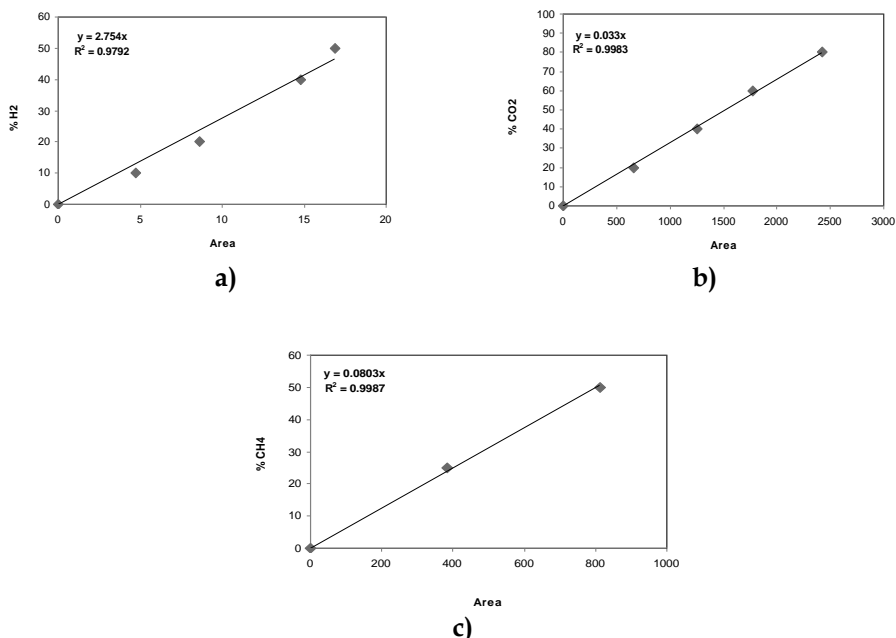 y = 2.754x
R² = 0.9792
% H2
60
50
40
30
20
10
0
0 5 10 15 20
Area
a)
y = 0.033x
R² = 0.9983
% CO2
100
90
80
70
60
50
40
30
20
10
0
0 500 1000 1500 2000 2500 3000
Area
b)
y = 0.0803x
R² = 0.9987
% CH4
60
50
40
30
20
10
0
0 200 400 600 800 1000
Area
c)